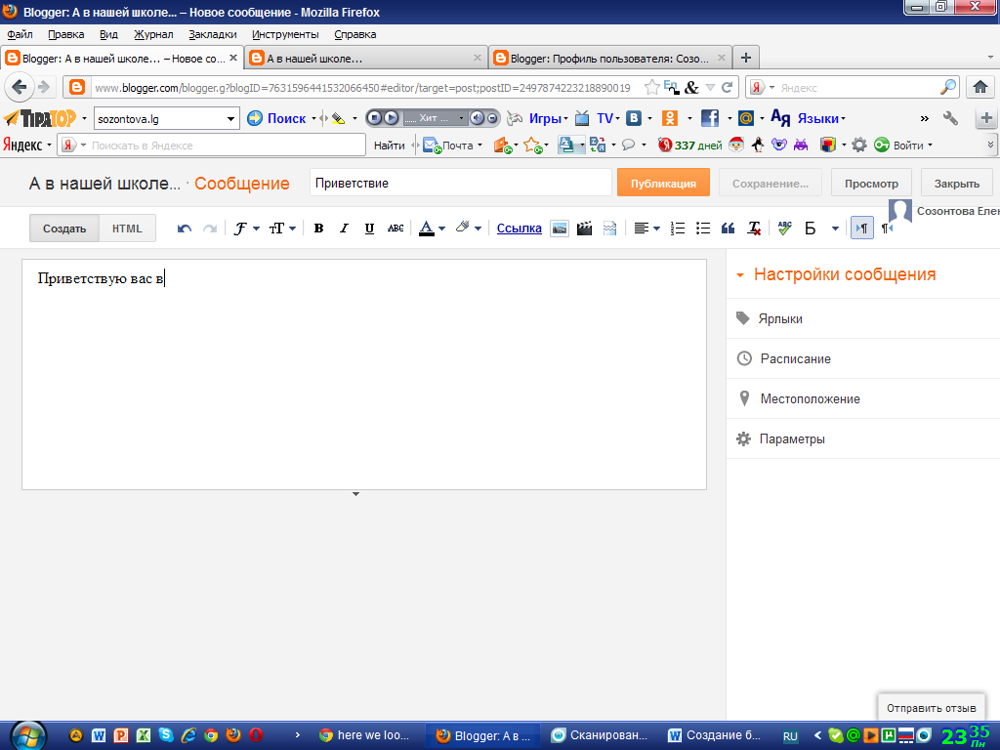 Blogger: А в нашей школе... – Новое сообщение - Mozilla Firefox
Файл Правка Вид Журнал Закладки Инструменты Справка
Blogger: А в нашей школе... – Новое со... А в нашей школе... Blogger: Профиль пользователя: Созо...
www.blogger.com/blogger.g?blogID=7631596441532066450#editor/target=post;postID=2497874223218890019 Яндекс
TIPATOP sozontova.lg Поиск ..... Хит ... Игры TV Языки
Яндекс Поискать в Яндексе Найти Почта 337 дней Войти
А в нашей школе... · Сообщение Приветствие Публикация Сохранение... Просмотр Закрыть
Созонтова Елен
Создать HTML Ссылка
Приветствую вас в
Настройки сообщения
Ярлыки
Расписание
Местоположение
Параметры
Отправить отзыв
here we loo... Blogger: А в ... Сканирован... Создание б... RU 23 35 Пн